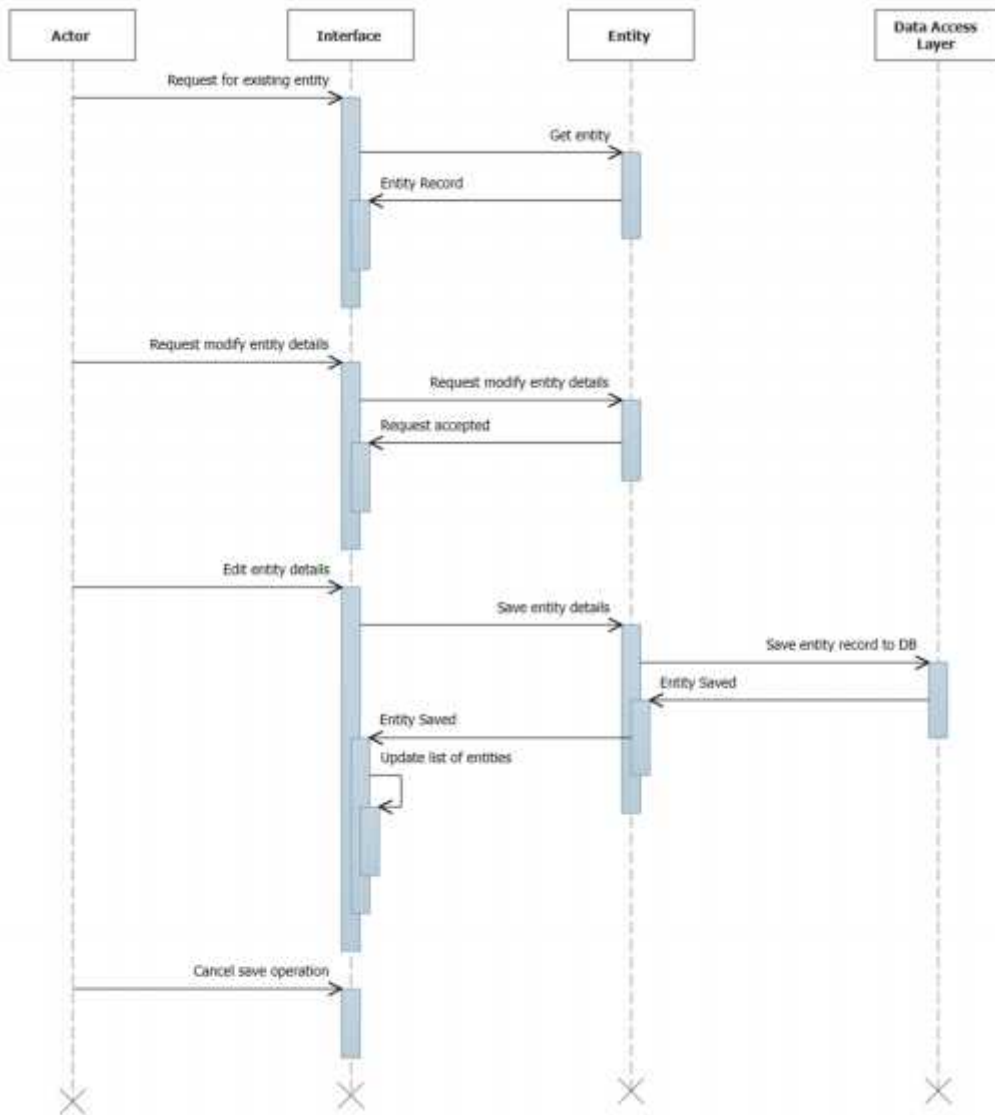 Actor
Interface
Entity
Data Access
Layer
Request for existing entity
Get entity
Entity Record
Request modify entity details
Request modify entity details
Request accepted
Edit entity details
Save entity details
Save entity record to DB
Entity Saved
Entity Saved
Update list of entities
Cancel save operation